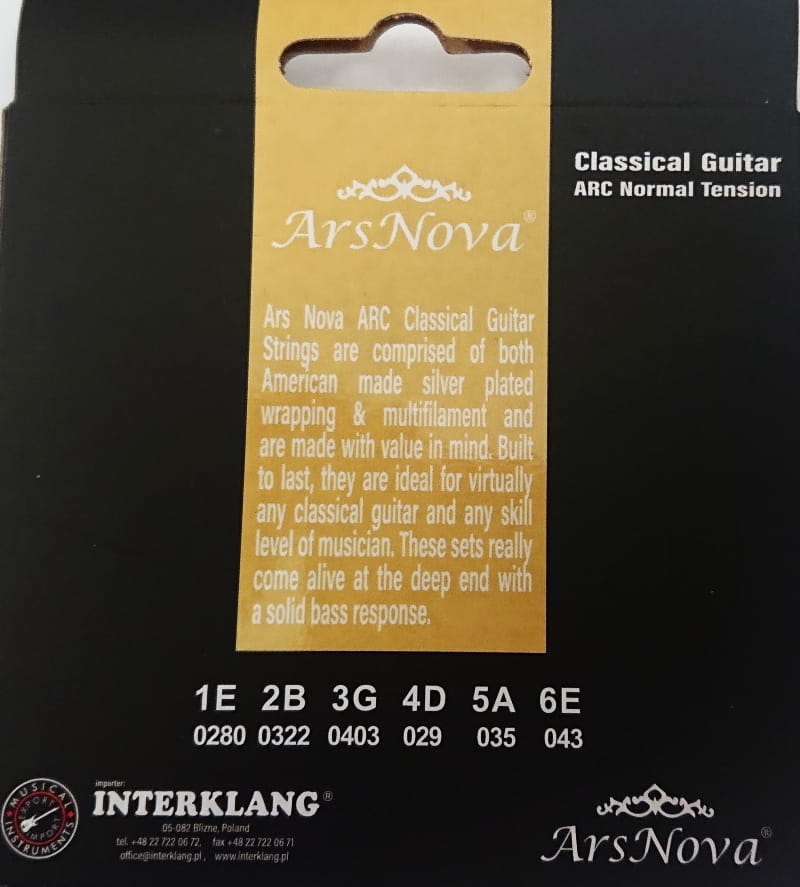 Classical Guitar
ARC Normal Tension
ArsNova®
Ars Nova ARC Classical Guitar
Strings are comprised of both
American made silver plated
wrapping & multifilament and
are made with value in mind. Built
to last, they are ideal for virtually
any classical guitar and any skill
level of musician. These sets really
come alive at the deep end with
a solid bass response.
1E 2B 3G 4D 5A 6E
0280 0322 0403 029 035 043
MUSICAL
EXPORT
IMPORT
INSTRUMENTS
importer:
INTERKLANG®
05-082 Blizne, Poland
tel. +48 22 722 06 72, fax +48 22 722 06 71
office@interklang.pl , www.interklang.pl
ArsNova®